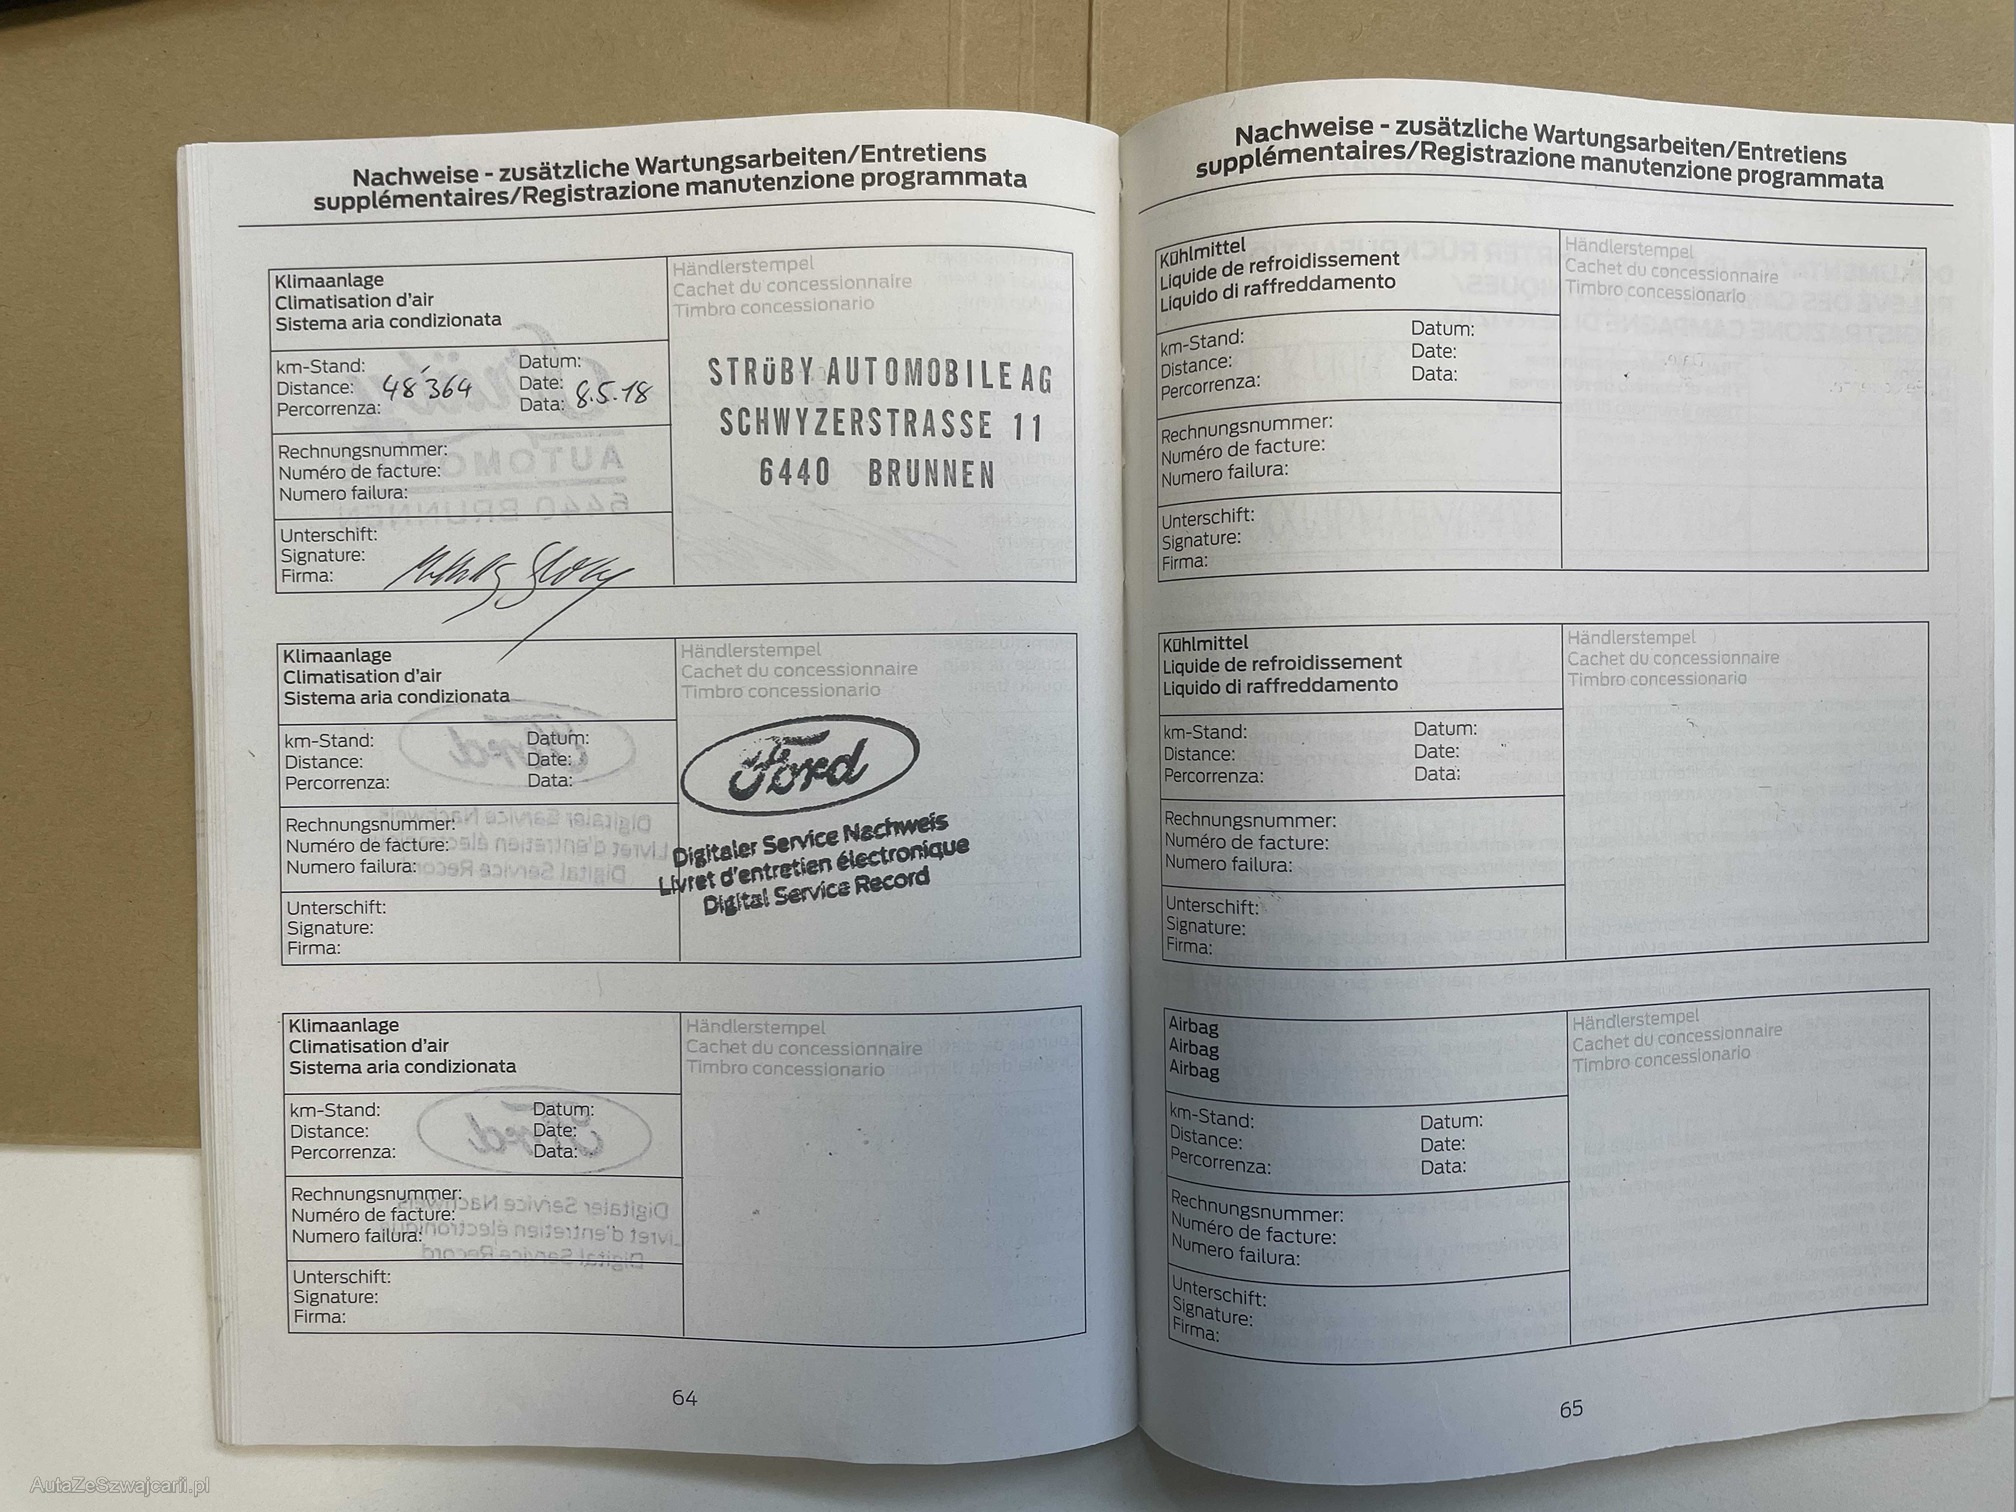 Nachweise - zusätzliche Wartungsarbeiten/Entretiens
supplémentaires/Registrazione manutenzione programmata
Klimaanlage
Climatisation d'air
Sistema aria condizionata
Händlerstempel
Cachet du concessionnaire
Timbro concessionario
km-Stand:
Distance: 48'364
Percorrenza:
Datum:
Date:
Data: 8.5.18
STRÜBY AUTOMOBILE AG
SCHWYZERSTRASSE 11
6440 BRUNNEN
Rechnungsnummer:
Numéro de facture:
Numero failura:
Unterschift:
Signature:
Firma:
Klimaanlage
Climatisation d'air
Sistema aria condizionata
Händlerstempel
Cachet du concessionnaire
Timbro concessionario
km-Stand:
Distance:
Percorrenza:
Datum:
Date:
Data:
Ford
Digitaler Service Nachweis
Livret d'entretien électronique
Digital Service Record
Rechnungsnummer:
Numéro de facture:
Numero failura:
Unterschift:
Signature:
Firma:
Klimaanlage
Climatisation d'air
Sistema aria condizionata
Händlerstempel
Cachet du concessionnaire
Timbro concessionario
km-Stand:
Distance:
Percorrenza:
Datum:
Date:
Data:
Rechnungsnummer:
Numéro de facture:
Numero failura:
Unterschift:
Signature:
Firma:
64
Nachweise - zusätzliche Wartungsarbeiten/Entretiens
supplémentaires/Registrazione manutenzione programmata
Kühlmittel
Liquide de refroidissement
Liquido di raffreddamento
Händlerstempel
Cachet du concessionnaire
Timbro concessionario
km-Stand:
Distance:
Percorrenza:
Datum:
Date:
Data:
Rechnungsnummer:
Numéro de facture:
Numero failura:
Unterschift:
Signature:
Firma:
Kühlmittel
Liquide de refroidissement
Liquido di raffreddamento
Händlerstempel
Cachet du concessionnaire
Timbro concessionario
km-Stand:
Distance:
Percorrenza:
Datum:
Date:
Data:
Rechnungsnummer:
Numéro de facture:
Numero failura:
Unterschift:
Signature:
Firma:
Airbag
Airbag
Airbag
Händlerstempel
Cachet du concessionnaire
Timbro concessionario
km-Stand:
Distance:
Percorrenza:
Datum:
Date:
Data:
Rechnungsnummer:
Numéro de facture:
Numero failura:
Unterschift:
Signature:
Firma:
65
AutaZeSzwajcarii.pl